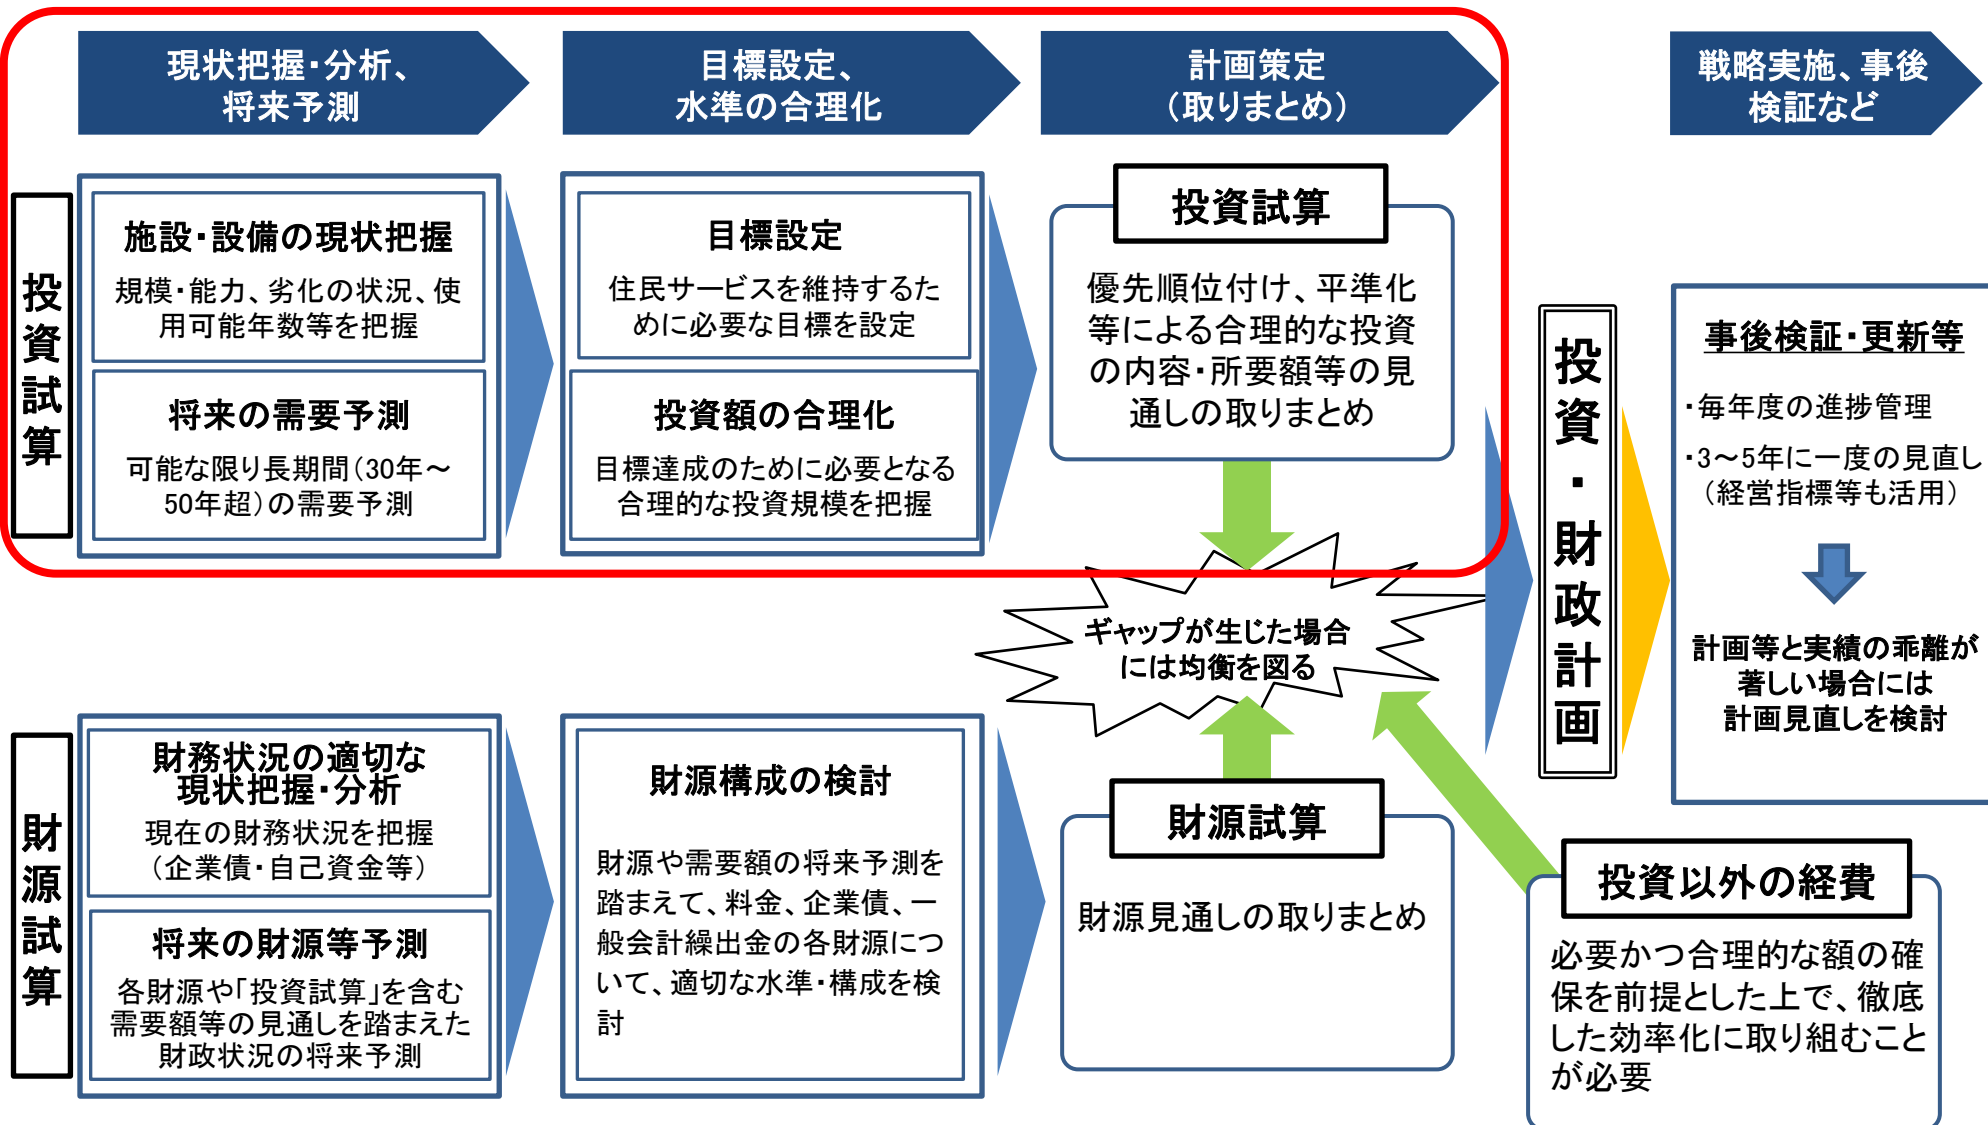 現状把握・分析、
将来予測
目標設定、
水準の合理化
計画策定
（取りまとめ）
戦略実施、事後
検証など
投資試算
施設・設備の現状把握
規模・能力、劣化の状況、使
用可能年数等を把握
将来の需要予測
可能な限り長期間（30年～
50年超）の需要予測
目標設定
住民サービスを維持するた
めに必要な目標を設定
投資額の合理化
目標達成のために必要となる
合理的な投資規模を把握
投資試算
優先順位付け、平準化
等による合理的な投資
の内容・所要額等の見
通しの取りまとめ
ギャップが生じた場合
には均衡を図る
財源試算
財務状況の適切な
現状把握・分析
現在の財務状況を把握
（企業債・自己資金等）
将来の財源等予測
各財源や「投資試算」を含む
需要額等の見通しを踏まえた
財政状況の将来予測
財源構成の検討
財源や需要額の将来予測を
踏まえて、料金、企業債、一
般会計繰出金の各財源につ
いて、適切な水準・構成を検
討
財源試算
財源見通しの取りまとめ
投資以外の経費
必要かつ合理的な額の確
保を前提とした上で、徹底
した効率化に取り組むこと
が必要
投資・財政計画
事後検証・更新等
・毎年度の進捗管理
・3～5年に一度の見直し
（経営指標等も活用）
計画等と実績の乖離が
著しい場合には
計画見直しを検討